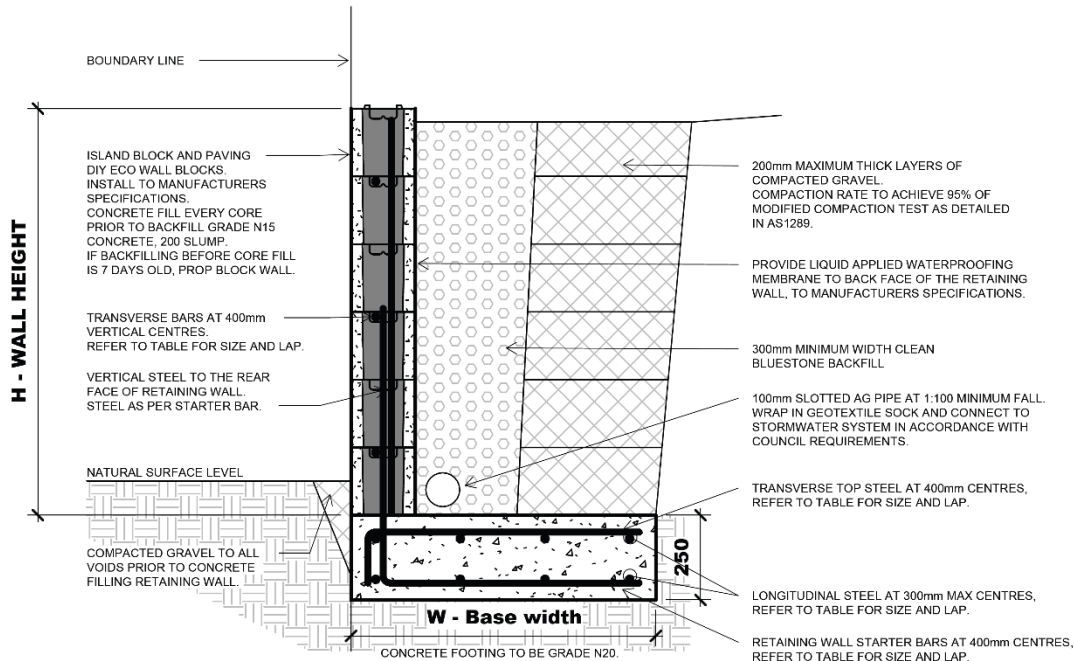 BOUNDARY LINE
ISLAND BLOCK AND PAVING
DIY ECO WALL BLOCKS.
INSTALL TO MANUFACTURERS
SPECIFICATIONS.
CONCRETE FILL EVERY CORE
PRIOR TO BACKFILL GRADE N15
CONCRETE, 200 SLUMP.
IF BACKFILLING BEFORE CORE FILL
IS 7 DAYS OLD, PROP BLOCK WALL.
H - WALL HEIGHT
TRANSVERSE BARS AT 400mm
VERTICAL CENTRES.
REFER TO TABLE FOR SIZE AND LAP.
VERTICAL STEEL TO THE REAR
FACE OF RETAINING WALL.
STEEL AS PER STARTER BAR.
NATURAL SURFACE LEVEL
COMPACTED GRAVEL TO ALL
VOIDS PRIOR TO CONCRETE
FILLING RETAINING WALL.
200mm MAXIMUM THICK LAYERS OF
COMPACTED GRAVEL.
COMPACTION RATE TO ACHIEVE 95% OF
MODIFIED COMPACTION TEST AS DETAILED
IN AS1289.
PROVIDE LIQUID APPLIED WATERPROOFING
MEMBRANE TO BACK FACE OF THE RETAINING
WALL, TO MANUFACTURERS SPECIFICATIONS.
300mm MINIMUM WIDTH CLEAN
BLUESTONE BACKFILL
100mm SLOTTED AG PIPE AT 1:100 MINIMUM FALL.
WRAP IN GEOTEXTILE SOCK AND CONNECT TO
STORMWATER SYSTEM IN ACCORDANCE WITH
COUNCIL REQUIREMENTS.
TRANSVERSE TOP STEEL AT 400mm CENTRES,
REFER TO TABLE FOR SIZE AND LAP.
250
LONGITUDINAL STEEL AT 300mm MAX CENTRES,
REFER TO TABLE FOR SIZE AND LAP.
RETAINING WALL STARTER BARS AT 400mm CENTRES,
REFER TO TABLE FOR SIZE AND LAP.
W - Base width
CONCRETE FOOTING TO BE GRADE N20.